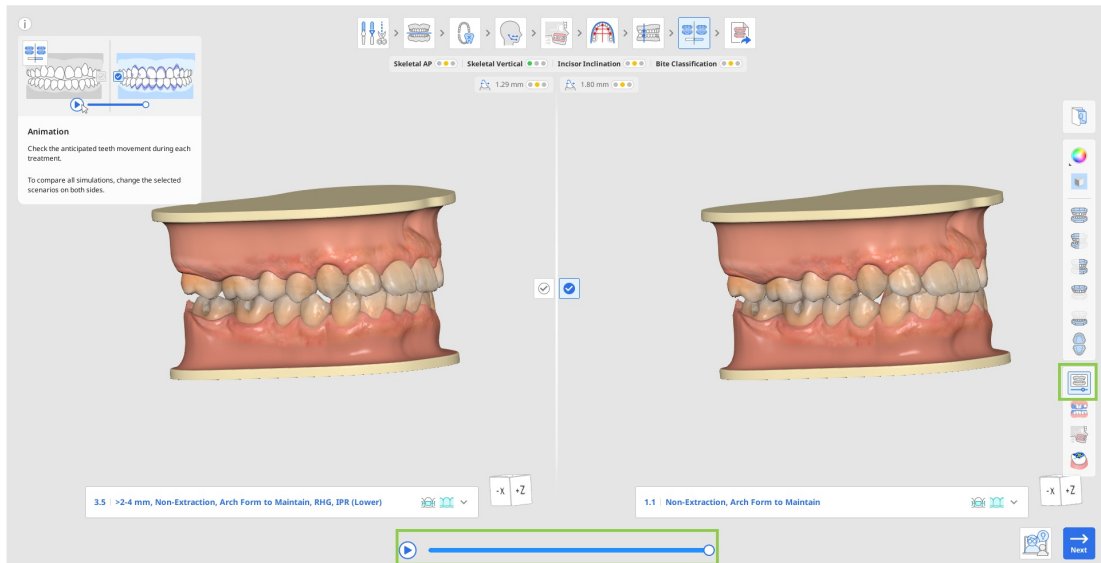 Skeletal AP | Skeletal Vertical | Incisor Inclination | Bite Classification
1.29 mm
1.80 mm
Animation
Check the anticipated teeth movement during each
treatment.
To compare all simulations, change the selected
scenarios on both sides.
-X +Z
-X +Z
3.5 | >2-4 mm, Non-Extraction, Arch Form to Maintain, RHG, IPR (Lower)
1.1 | Non-Extraction, Arch Form to Maintain
Next